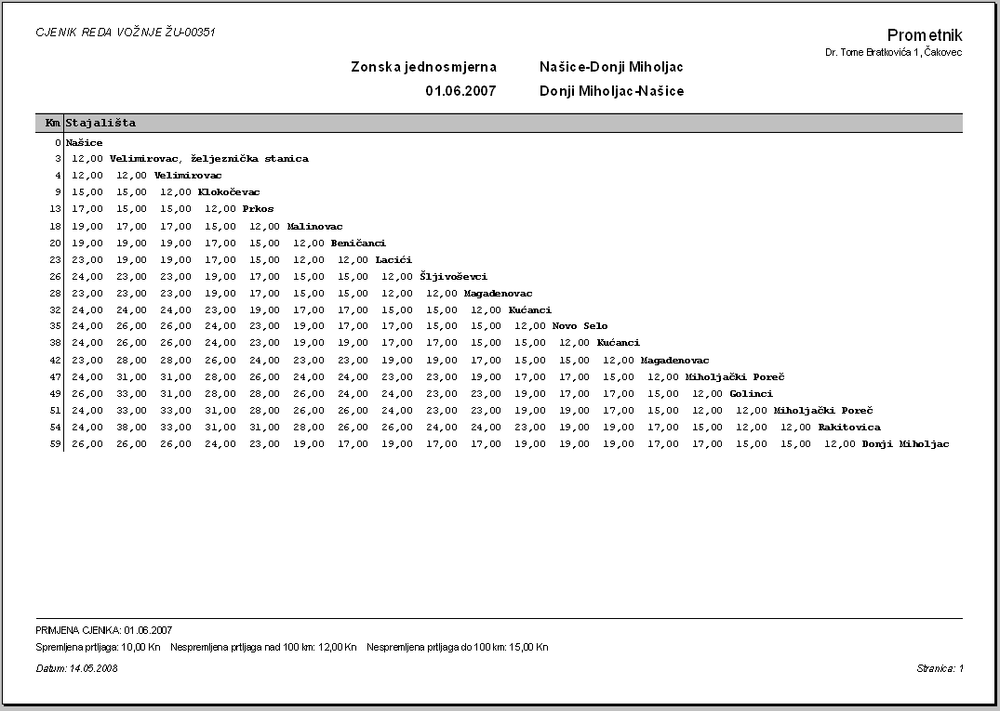 CJENIK REDA VOŽNJE ŽU-00351
Prometnik
Dr. Tome Bratkovića 1, Čakovec
Zonska jednosmjerna Našice-Donji Miholjac
01.06.2007 Donji Miholjac-Našice
Km Stajališta
0 Našice
3 12,00 Velimirovac, željeznička stanica
4 12,00 12,00 Velimirovac
9 15,00 15,00 12,00 Klokočevac
13 17,00 15,00 15,00 12,00 Prkos
18 19,00 17,00 17,00 15,00 12,00 Malinovac
20 19,00 19,00 19,00 17,00 15,00 12,00 Beničanci
23 23,00 19,00 19,00 17,00 15,00 12,00 12,00 Lacići
26 24,00 23,00 23,00 19,00 17,00 15,00 15,00 12,00 Šljivoševci
28 23,00 23,00 23,00 19,00 17,00 15,00 15,00 12,00 12,00 Magadenovac
32 24,00 24,00 24,00 23,00 19,00 17,00 17,00 15,00 15,00 12,00 Kućanci
35 24,00 26,00 26,00 24,00 23,00 19,00 17,00 17,00 15,00 15,00 12,00 Novo Selo
38 24,00 26,00 26,00 24,00 23,00 19,00 19,00 17,00 17,00 15,00 15,00 12,00 Kućanci
42 23,00 28,00 28,00 26,00 24,00 23,00 23,00 19,00 19,00 17,00 15,00 15,00 12,00 Magadenovac
47 24,00 31,00 31,00 28,00 26,00 24,00 24,00 23,00 23,00 19,00 17,00 17,00 15,00 12,00 Miholjački Poreč
49 26,00 33,00 31,00 28,00 28,00 26,00 24,00 24,00 23,00 23,00 19,00 17,00 17,00 15,00 12,00 Golinci
51 24,00 33,00 33,00 31,00 28,00 26,00 26,00 24,00 23,00 23,00 19,00 19,00 17,00 15,00 12,00 12,00 Miholjački Poreč
54 24,00 38,00 33,00 31,00 31,00 28,00 26,00 26,00 24,00 24,00 23,00 19,00 19,00 17,00 15,00 12,00 12,00 Rakitovica
59 26,00 26,00 26,00 24,00 23,00 19,00 17,00 19,00 17,00 17,00 19,00 19,00 19,00 17,00 17,00 15,00 15,00 12,00 Donji Miholjac
PRIMJENA CJENIKA: 01.06.2007
Spremljena prtljaga: 10,00 Kn Nespremljena prtljaga nad 100 km: 12,00 Kn Nespremljena prtljaga do 100 km: 15,00 Kn
Datum: 14.05.2008 Stranica: 1